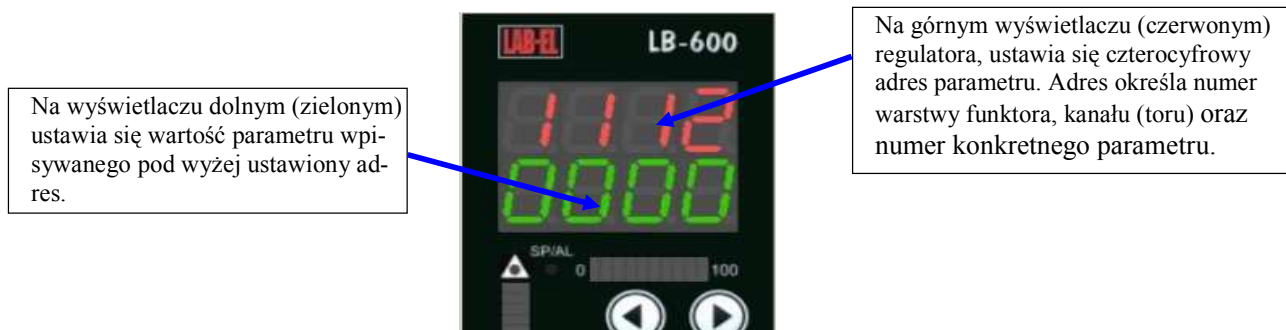 Na wyświetlaczu dolnym (zielonym)
ustawia się wartość parametru wpi-
sywanego pod wyżej ustawiony ad-
res.
LAB-EL
LB-600
1112
0000
SP/AL
0
100
Na górnym wyświetlaczu (czerwonym)
regulatora, ustawia się czterocyfrowy
adres parametru. Adres określa numer
warstwy funktora, kanału (toru) oraz
numer konkretnego parametru.